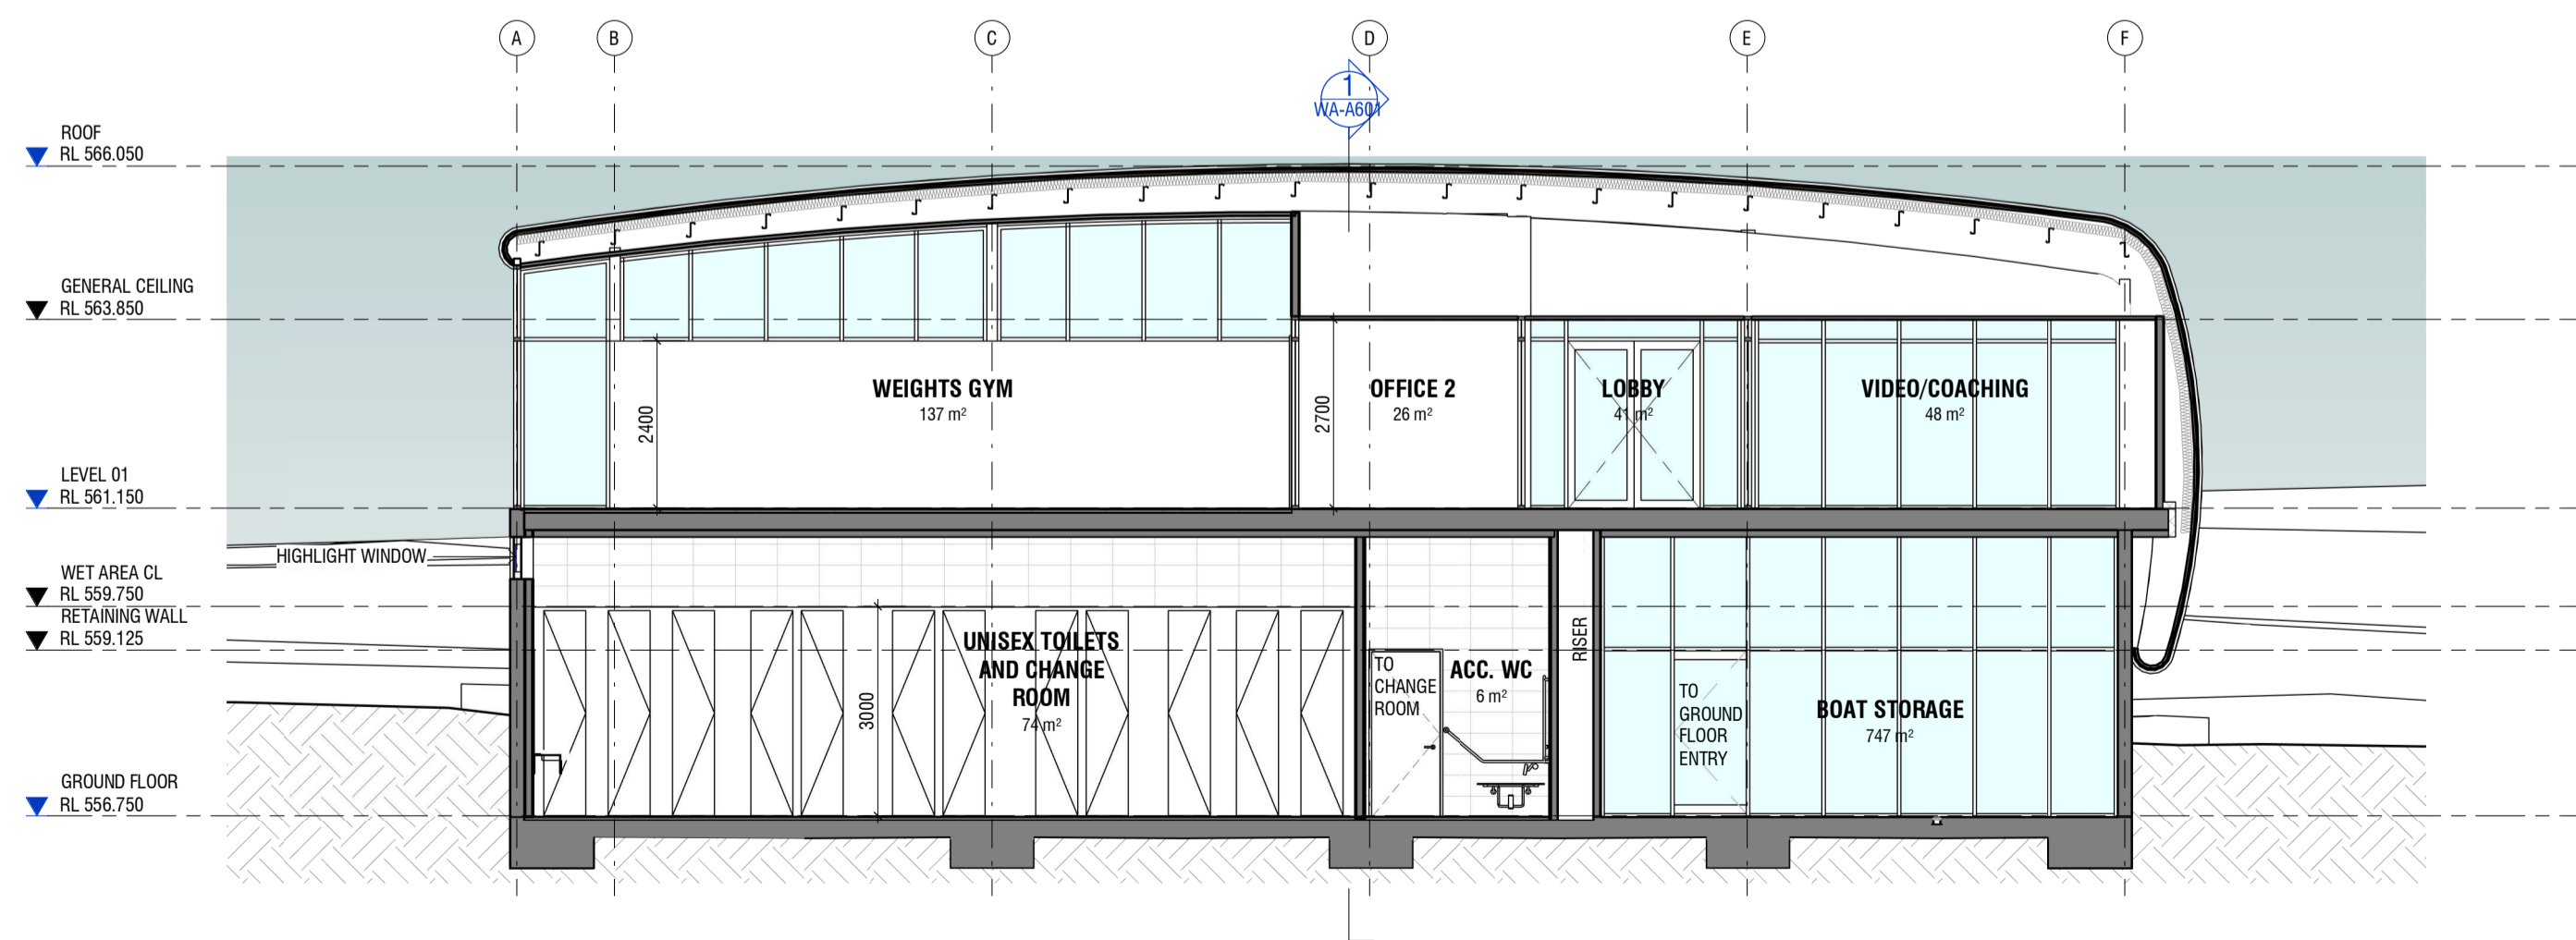 A
B
C
D
E
F
1
WA-A601
ROOF
RL 566.050
GENERAL CEILING
RL 563.850
WEIGHTS GYM
137 m²
OFFICE 2
26 m²
LOBBY
41 m²
VIDEO/COACHING
48 m²
2400
2700
LEVEL 01
RL 561.150
HIGHLIGHT WINDOW
WET AREA CL
RL 559.750
RETAINING WALL
RL 559.125
UNISEX TOILETS
AND CHANGE
ROOM
74 m²
3000
TO
CHANGE
ROOM
ACC. WC
6 m²
RISER
TO
GROUND
FLOOR
ENTRY
BOAT STORAGE
747 m²
GROUND FLOOR
RL 556.750